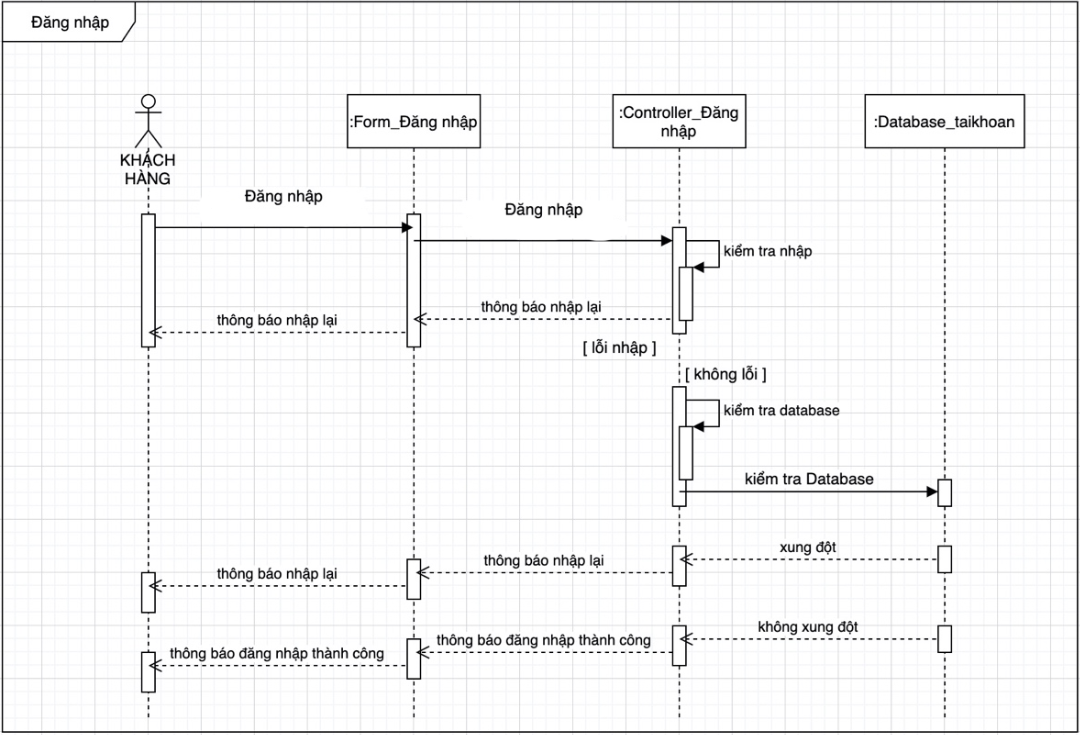 Đăng nhập
:Form_Đăng nhập
:Controller_Đăng
nhập
:Database_taikhoan
KHÁCH
HÀNG
Đăng nhập
Đăng nhập
kiểm tra nhập
thông báo nhập lại
thông báo nhập lại
[ lỗi nhập ]
[ không lỗi ]
kiểm tra database
kiểm tra Database
xung đột
thông báo nhập lại
thông báo nhập lại
không xung đột
thông báo đăng nhập thành công
thông báo đăng nhập thành công